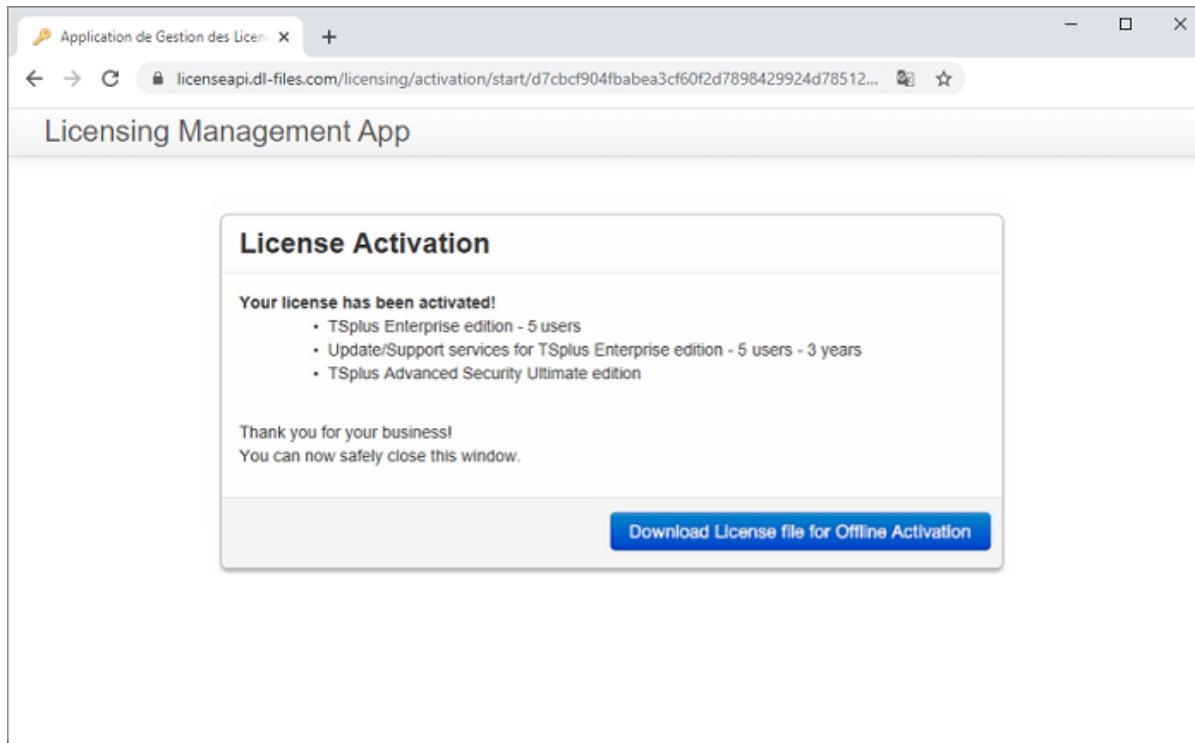 Application de Gestion des Licen
licenseapi.dl-files.com/licensing/activation/start/d7cbcf904fbabea3cf60f2d7898429924d78512...
Licensing Management App
License Activation
Your license has been activated!
• TSplus Enterprise edition - 5 users
• Update/Support services for TSplus Enterprise edition - 5 users - 3 years
• TSplus Advanced Security Ultimate edition
Thank you for your business!
You can now safely close this window.
Download License file for Offline Activation